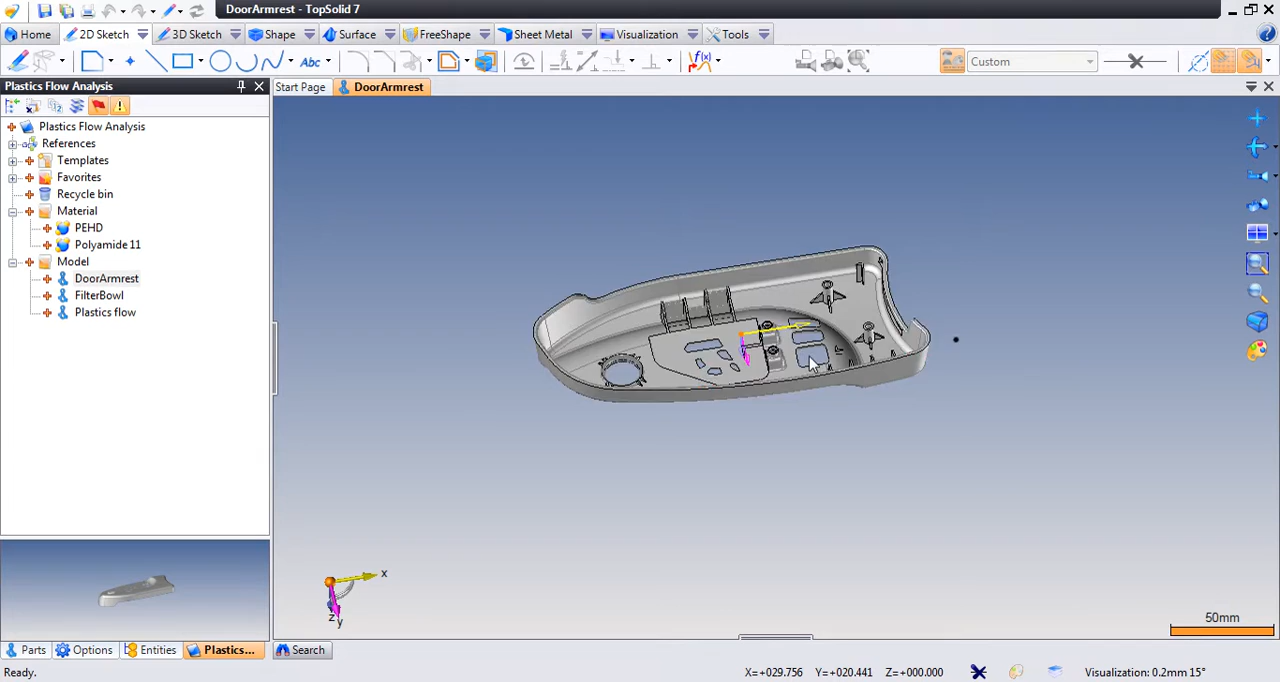 DoorArmrest - TopSolid 7
Home 2D Sketch 3D Sketch Shape Surface FreeShape Sheet Metal Visualization Tools
Abc f(x) Custom
Plastics Flow Analysis
Start Page DoorArmrest
Plastics Flow Analysis
References
Templates
Favorites
Recycle bin
Material
PEHD
Polyamide 11
Model
DoorArmrest
FilterBowl
Plastics flow
x
z
y
50mm
Parts Options Entities Plastics... Search
Ready. X=+029.756 Y=+020.441 Z=+000.000 Visualization: 0.2mm 15°